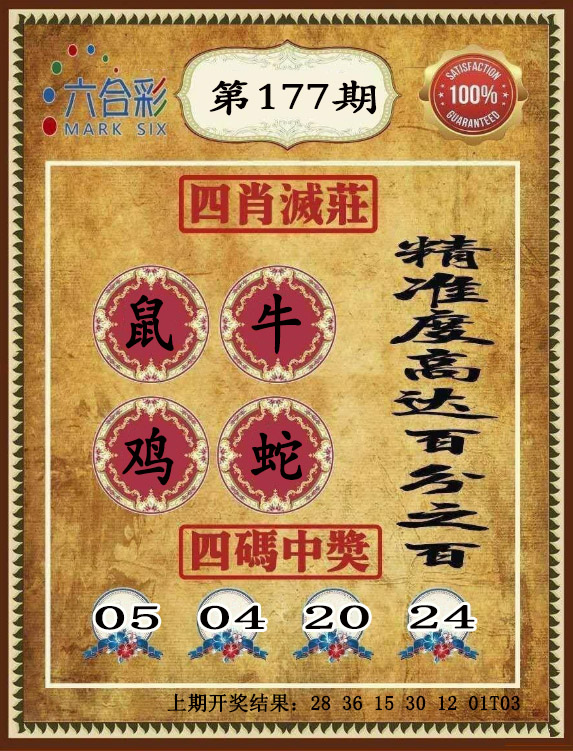 六合彩
MARK SIX
第177期
SATISFACTION
100%
GUARANTEED
四肖滅莊
鼠 牛
鸡 蛇
精准度高达百分之百
四碼中獎
05 04 20 24
上期开奖结果：28 36 15 30 12 01T03